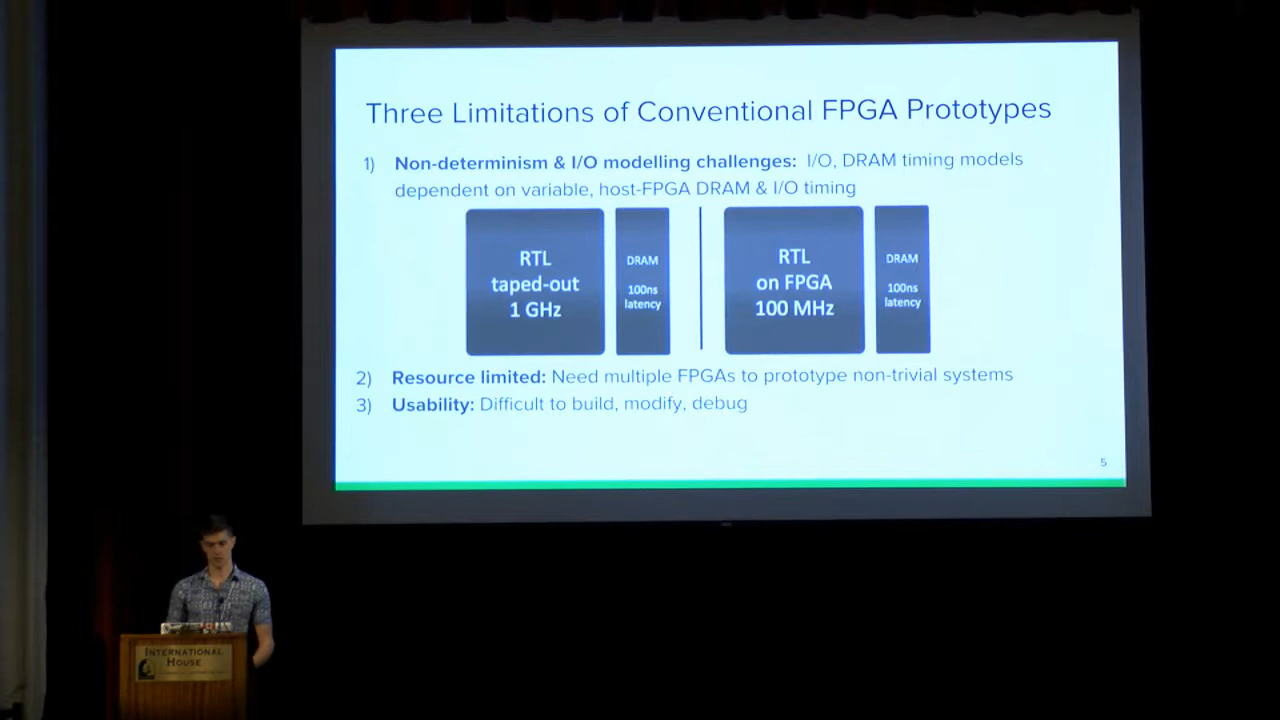 Three Limitations of Conventional FPGA Prototypes
1) Non-determinism & I/O modelling challenges: I/O, DRAM timing models
dependent on variable, host-FPGA DRAM & I/O timing
RTL
taped-out
1 GHz
DRAM
100ns
latency
RTL
on FPGA
100 MHz
DRAM
100ns
latency
2) Resource limited: Need multiple FPGAs to prototype non-trivial systems
3) Usability: Difficult to build, modify, debug
5
INTERNATIONAL
HOUSE